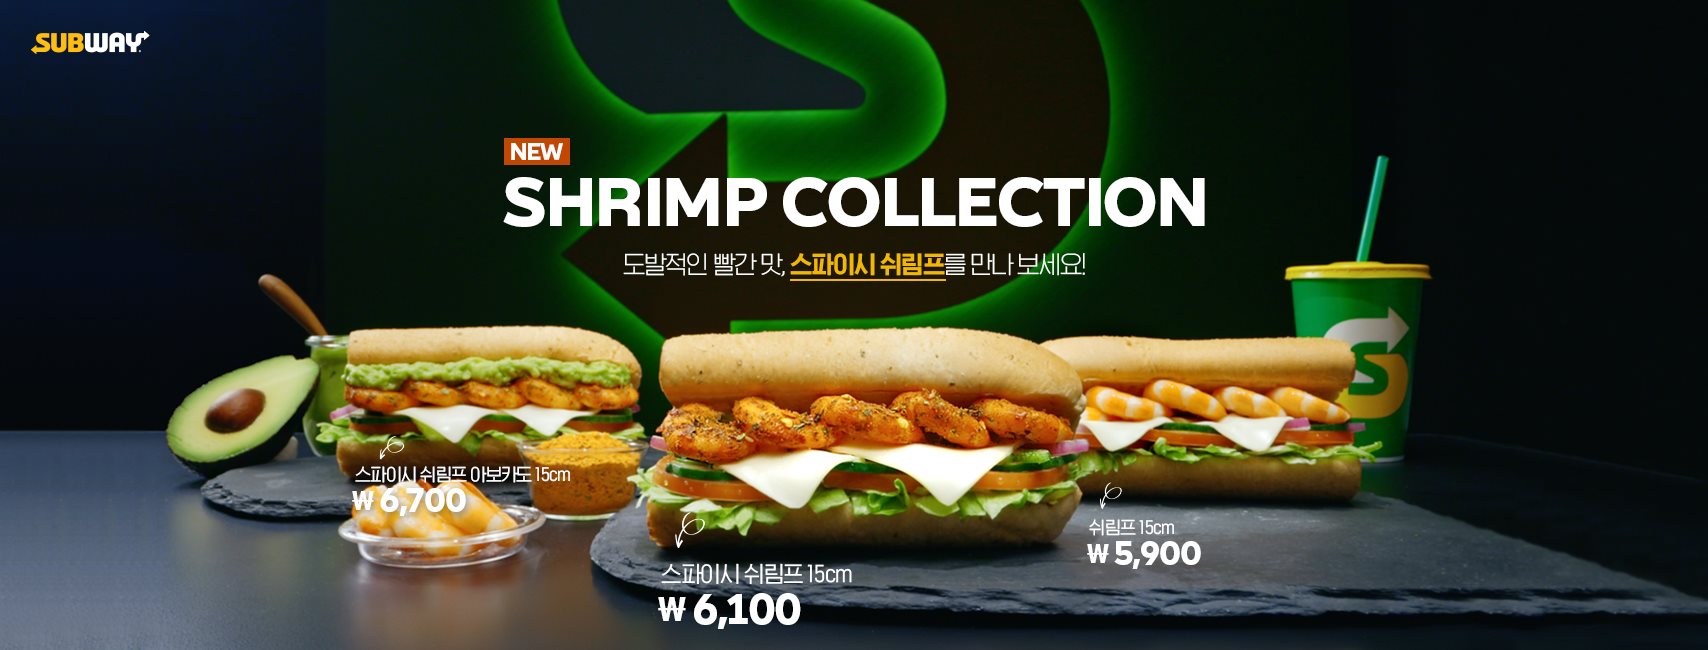 SUBWAY
NEW
SHRIMP COLLECTION
도발적인 빨간 맛, 스파이시 쉬림프를 만나 보세요!
스파이시 쉬림프 아보카도 15cm
₩ 6,700
스파이시 쉬림프 15cm
₩ 6,100
쉬림프 15cm
₩ 5,900